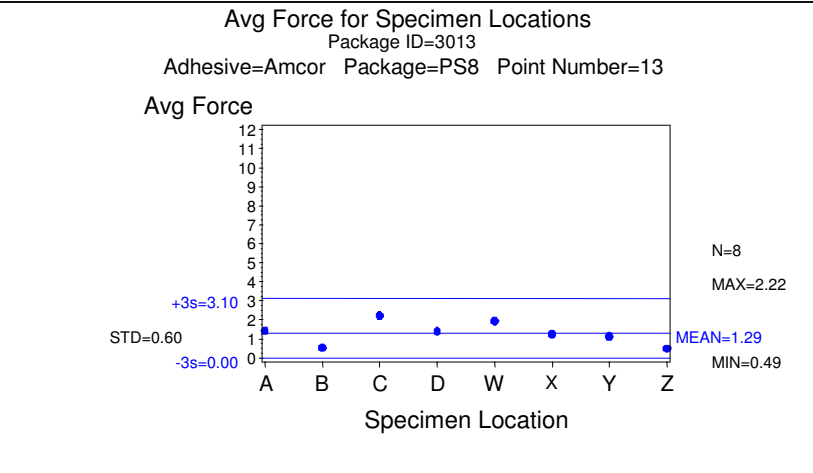 Avg Force for Specimen Locations
Package ID=3013
Adhesive=Amcor Package=PS8 Point Number=13
Avg Force
12
11
10
9
8
7
6
5
4
3
2
1
0
+3s=3.10
STD=0.60
-3s=0.00
N=8
MAX=2.22
MEAN=1.29
MIN=0.49
A B C D W X Y Z
Specimen Location